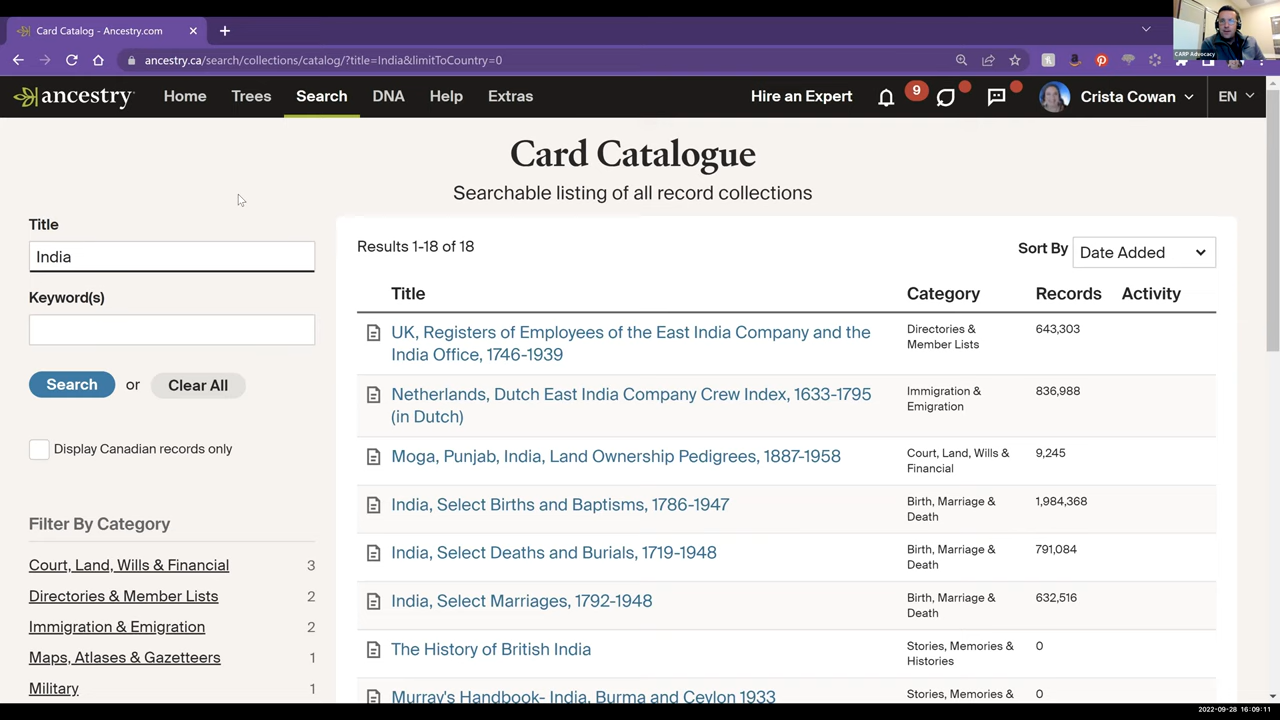 Card Catalog - Ancestry.com
ancestry.ca/search/collections/catalog/?title=India&limitToCountry=0
CARP Advocacy
ancestry Home Trees Search DNA Help Extras Hire an Expert 9 Crista Cowan EN
Card Catalogue
Searchable listing of all record collections
Title
India
Keyword(s)
Search or Clear All
Display Canadian records only
Filter By Category
Court, Land, Wills & Financial 3
Directories & Member Lists 2
Immigration & Emigration 2
Maps, Atlases & Gazetteers 1
Military 1
Results 1-18 of 18
Sort By Date Added
Title Category Records Activity
UK, Registers of Employees of the East India Company and the
India Office, 1746-1939
Directories &
Member Lists
643,303
Netherlands, Dutch East India Company Crew Index, 1633-1795
(in Dutch)
Immigration &
Emigration
836,988
Moga, Punjab, India, Land Ownership Pedigrees, 1887-1958
Court, Land, Wills &
Financial
9,245
India, Select Births and Baptisms, 1786-1947
Birth, Marriage &
Death
1,984,368
India, Select Deaths and Burials, 1719-1948
Birth, Marriage &
Death
791,084
India, Select Marriages, 1792-1948
Birth, Marriage &
Death
632,516
The History of British India
Stories, Memories &
Histories
0
Murray's Handbook- India, Burma and Ceylon 1933
Stories, Memories &
0
2022-09-28 16:09:11